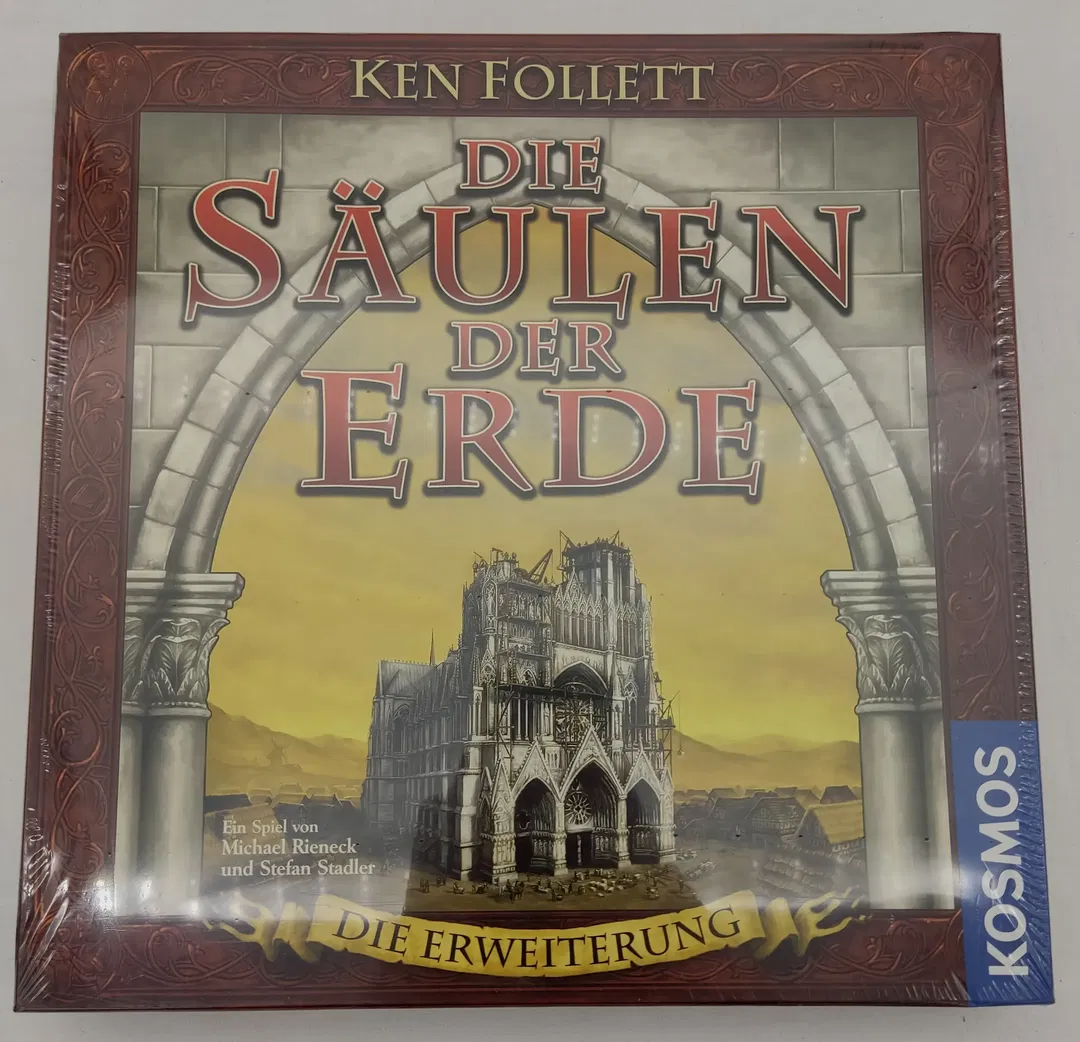 KEN FOLLETT
DIE
SÄULEN
DER
ERDE
Ein Spiel von
Michael Rieneck
und Stefan Stadler
DIE ERWEITERUNG
KOSMOS